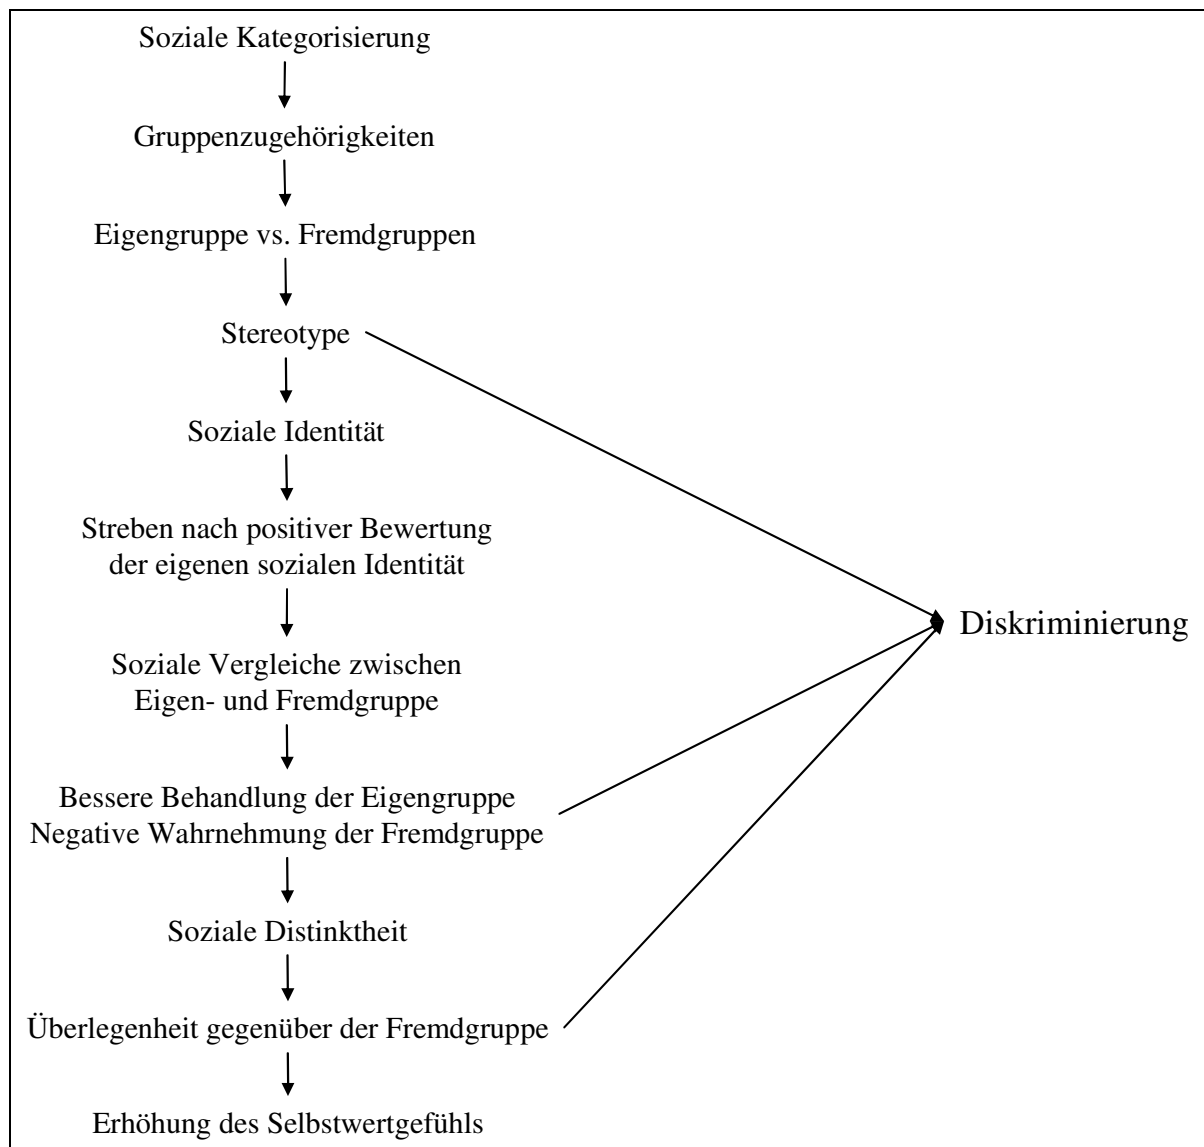 Soziale Kategorisierung
Gruppenzugehörigkeiten
Eigengruppe vs. Fremdgruppen
Stereotype
Soziale Identität
Streben nach positiver Bewertung
der eigenen sozialen Identität
Diskriminierung
Soziale Vergleiche zwischen
Eigen- und Fremdgruppe
Bessere Behandlung der Eigengruppe
Negative Wahrnehmung der Fremdgruppe
Soziale Distinktheit
Überlegenheit gegenüber der Fremdgruppe
Erhöhung des Selbstwertgefühls